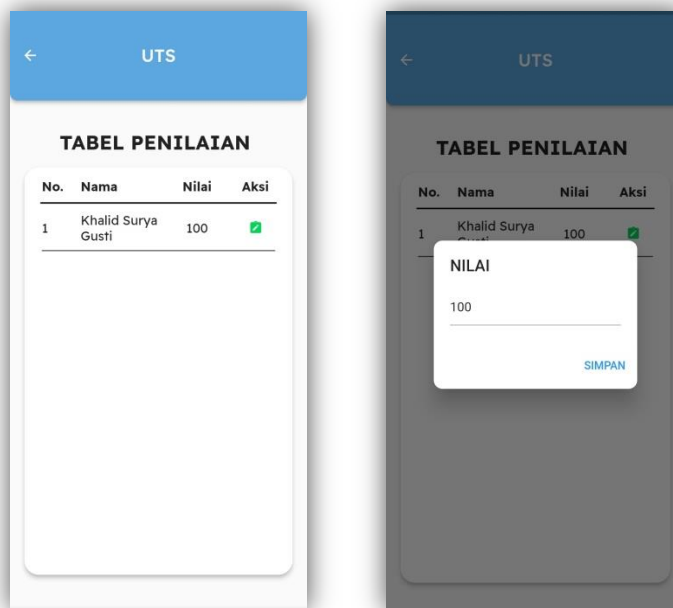 UTS
TABEL PENILAIAN
No. Nama Nilai Aksi
1 Khalid Surya Gusti 100
UTS
TABEL PENILAIAN
No. Nama Nilai Aksi
1 Khalid Surya Gusti 100
NILAI
100
SIMPAN